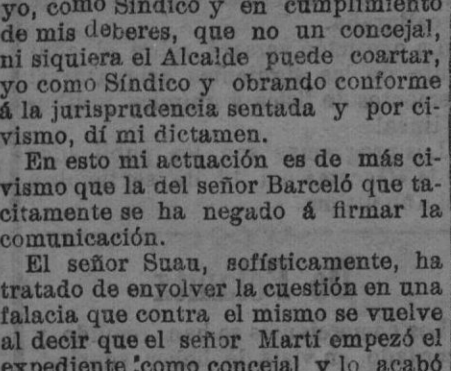 yo, como Síndico y en cumplimiento
de mis deberes, que no un concejal,
ni siquiera el Alcalde puede coartar,
yo como Síndico y obrando conforme
á la jurisprudencia sentada y por ci-
vismo, dí mi dictamen.
En esto mi actuación es de más ci-
vismo que la del señor Barceló que ta-
citamente se ha negado á firmar la
comunicación.
El señor Suau, sofísticamente, ha
tratado de envolver la cuestión en una
falacia que contra el mismo se vuelve
al decir que el señor Martí empezó el
expediente como concejal y lo acabó